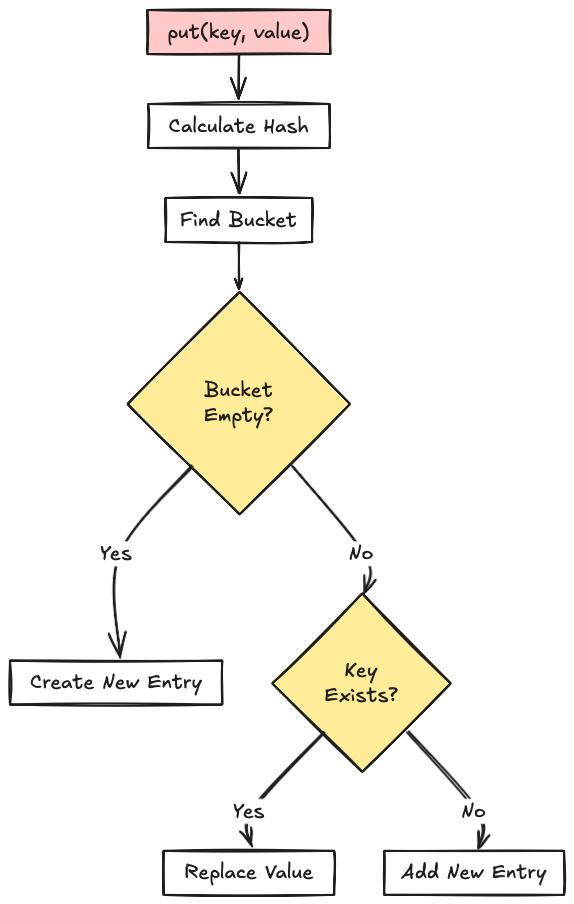 put(key, value)
Calculate Hash
Find Bucket
Bucket
Empty?
Yes
No
Create New Entry
Key
Exists?
Yes
No
Replace Value
Add New Entry